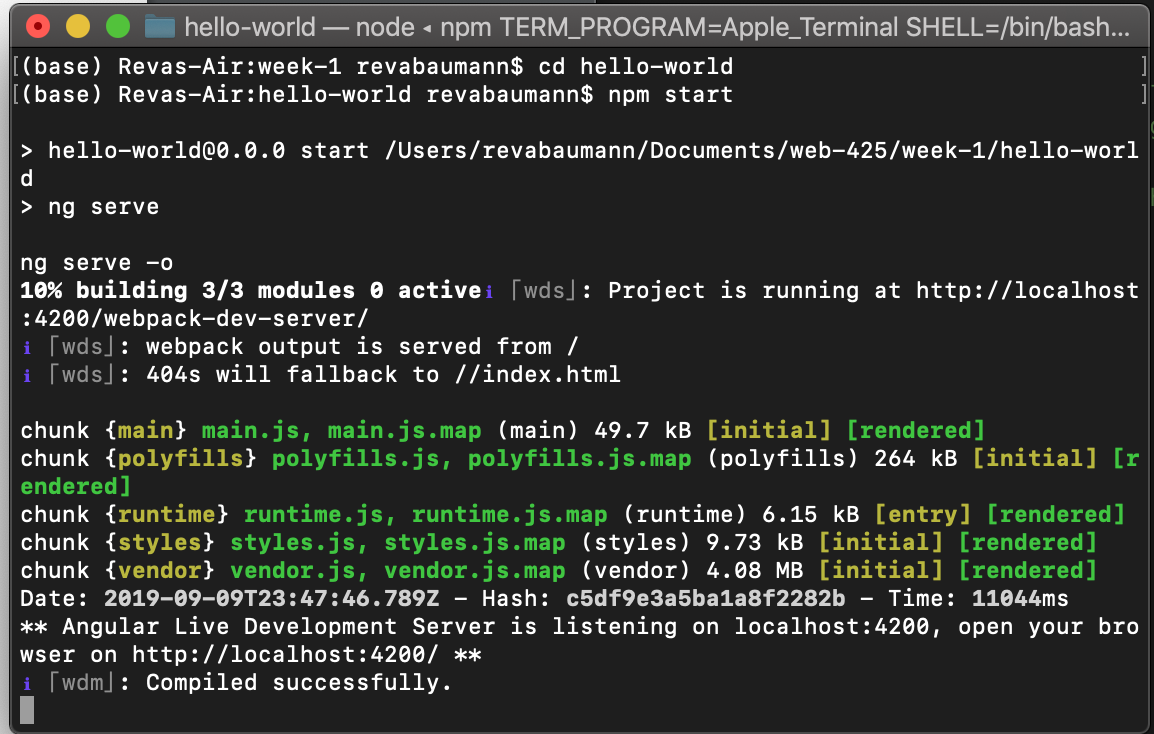 hello-world — node ◂ npm TERM_PROGRAM=Apple_Terminal SHELL=/bin/bash...
[(base) Revas-Air:week-1 revabaumann$ cd hello-world ]
[(base) Revas-Air:hello-world revabaumann$ npm start ]
> hello-world@0.0.0 start /Users/revabaumann/Documents/web-425/week-1/hello-worl
d
> ng serve
ng serve -o
10% building 3/3 modules 0 activeℹ ｢wds｣: Project is running at http://localhost
:4200/webpack-dev-server/
ℹ ｢wds｣: webpack output is served from /
ℹ ｢wds｣: 404s will fallback to //index.html
chunk {main} main.js, main.js.map (main) 49.7 kB [initial] [rendered]
chunk {polyfills} polyfills.js, polyfills.js.map (polyfills) 264 kB [initial] [r
endered]
chunk {runtime} runtime.js, runtime.js.map (runtime) 6.15 kB [entry] [rendered]
chunk {styles} styles.js, styles.js.map (styles) 9.73 kB [initial] [rendered]
chunk {vendor} vendor.js, vendor.js.map (vendor) 4.08 MB [initial] [rendered]
Date: 2019-09-09T23:47:46.789Z - Hash: c5df9e3a5ba1a8f2282b - Time: 11044ms
** Angular Live Development Server is listening on localhost:4200, open your bro
wser on http://localhost:4200/ **
ℹ ｢wdm｣: Compiled successfully.